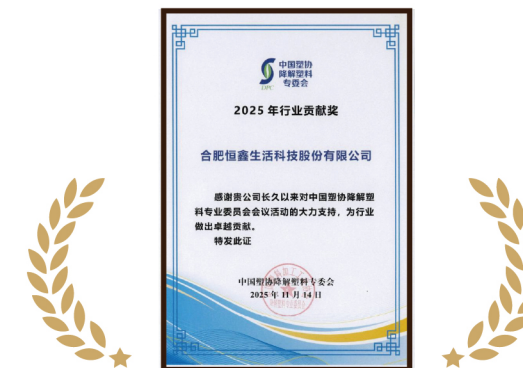 中国塑协
降解塑料
专委会
DPC
2025 年行业贡献奖
合肥恒鑫生活科技股份有限公司
感谢贵公司长久以来对中国塑协降解塑
料专业委员会会议活动的大力支持，为行业
做出卓越贡献。
特发此证
中国塑协降解塑料专委会
2025 年 11 月 14 日